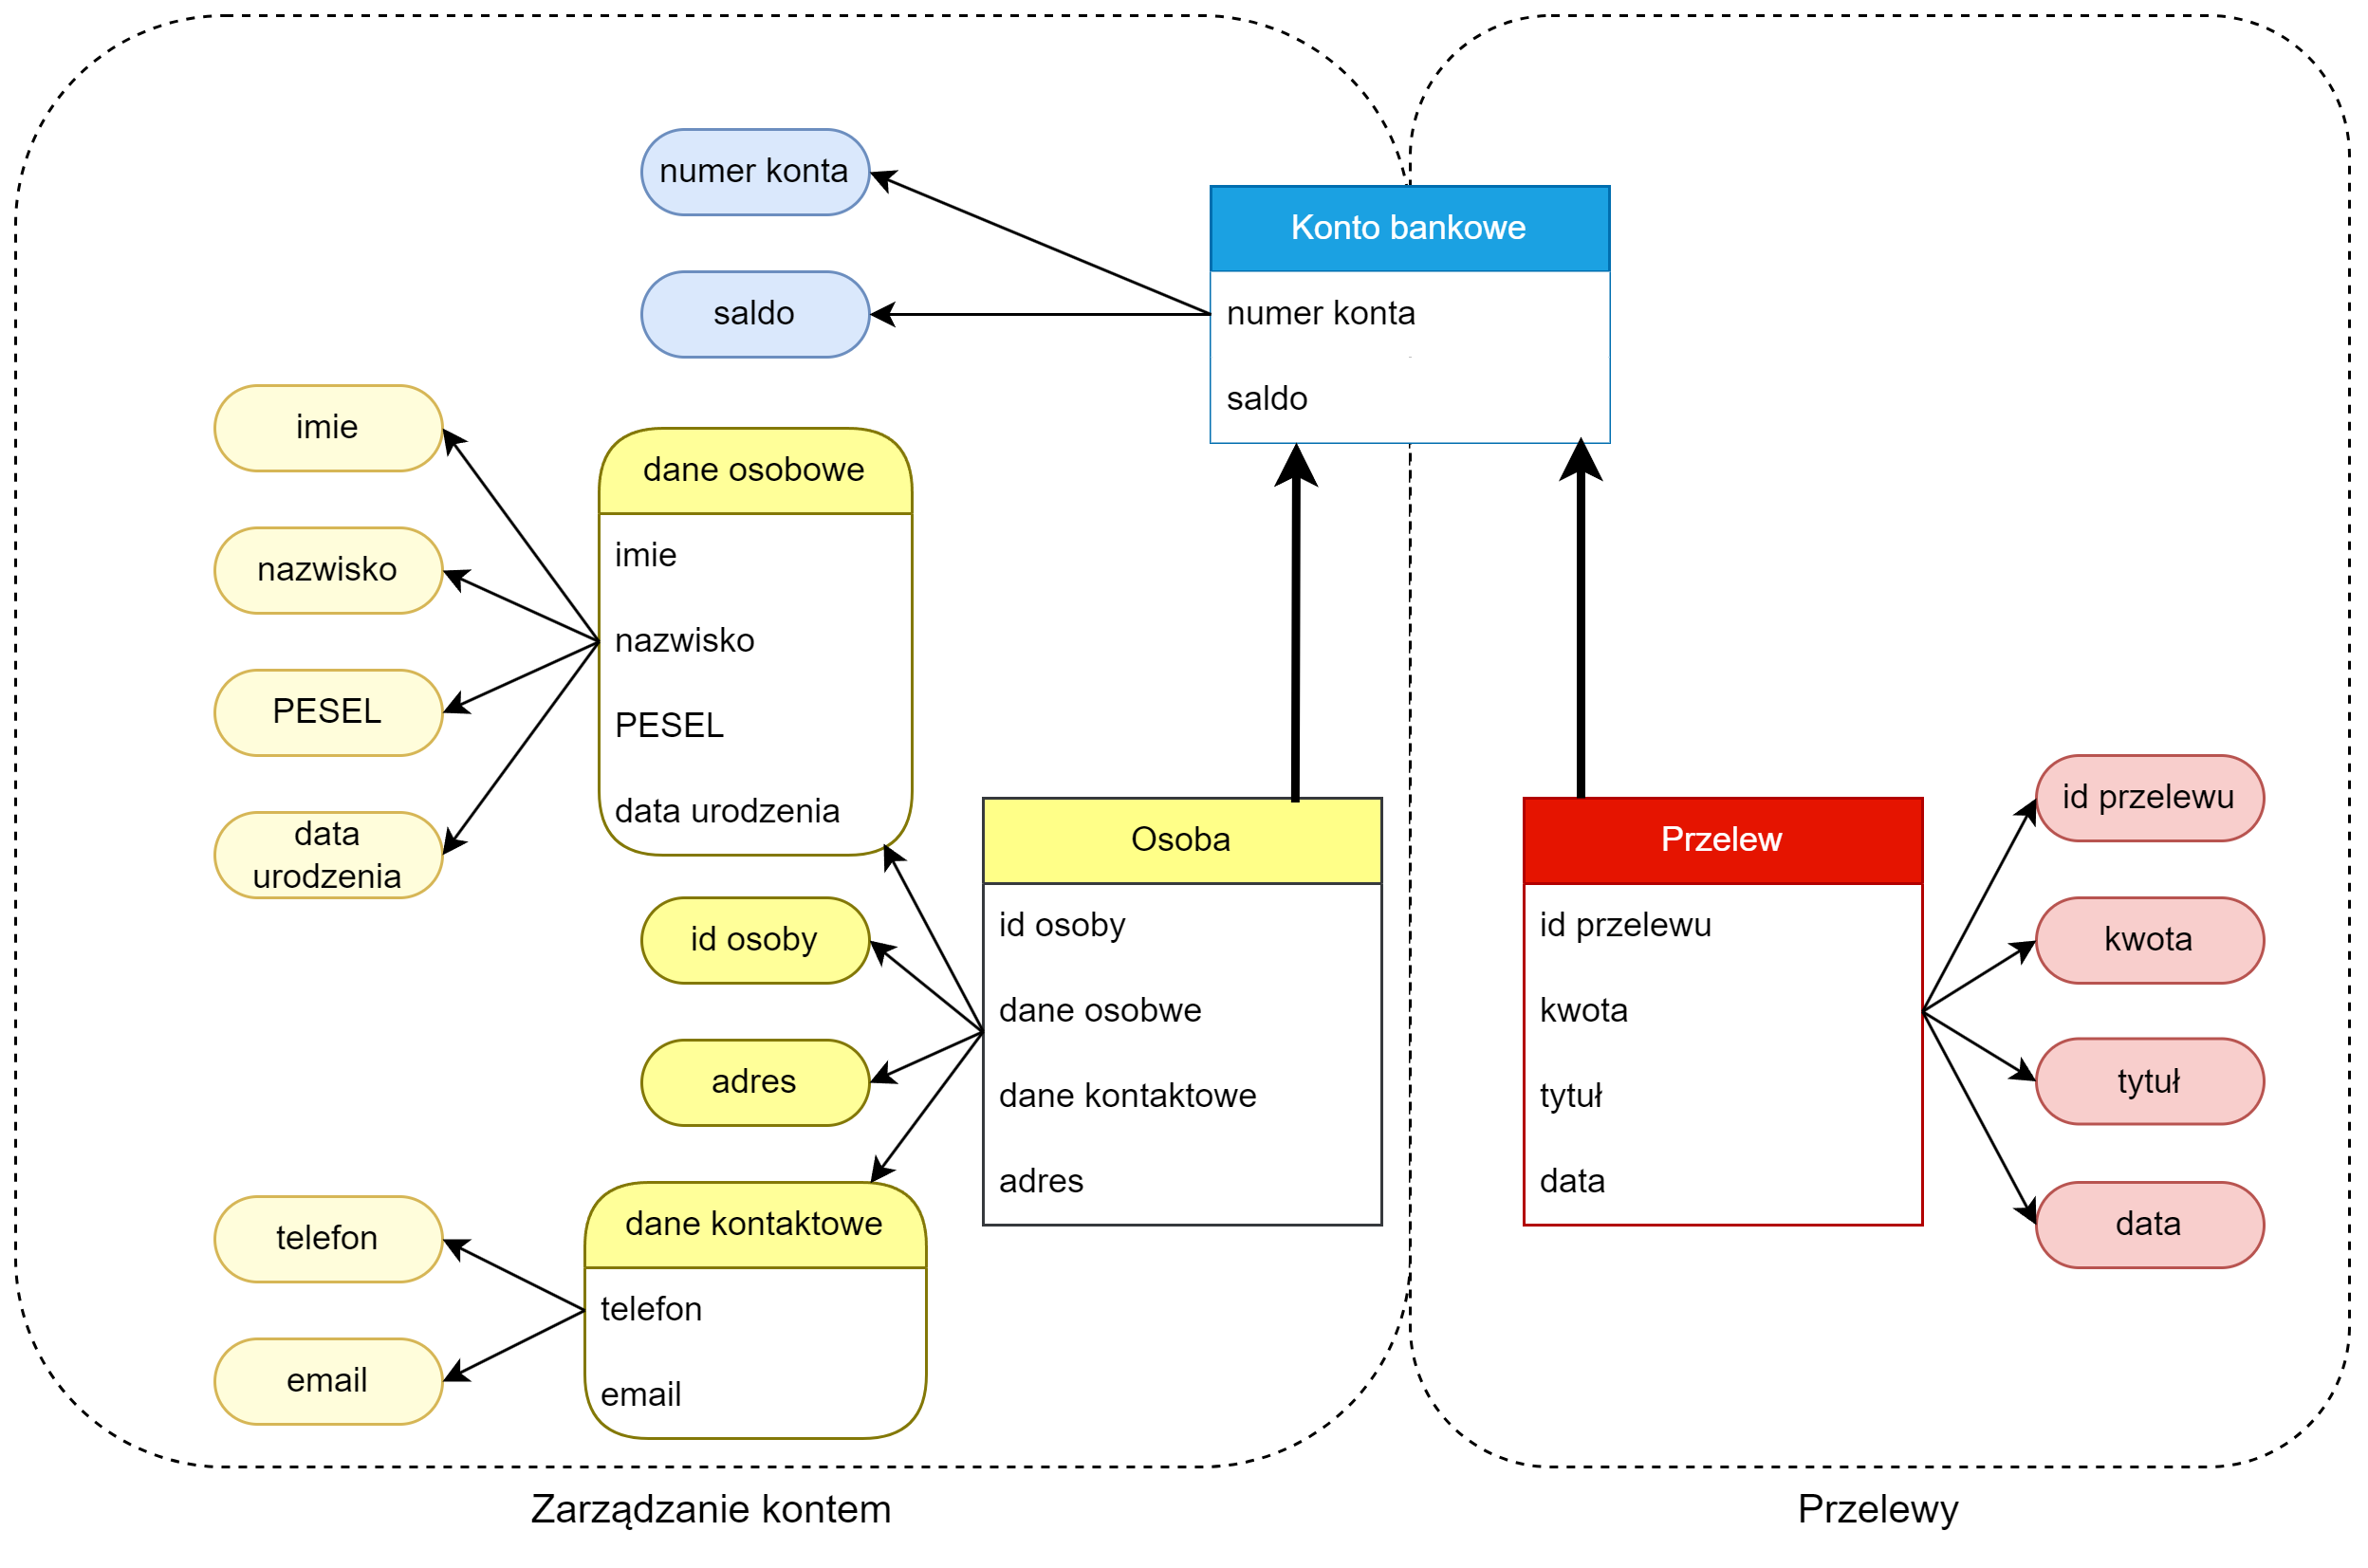 numer konta
saldo
Konto bankowe
numer konta
saldo
imie
nazwisko
PESEL
data
urodzenia
dane osobowe
imie
nazwisko
PESEL
data urodzenia
id osoby
adres
Osoba
id osoby
dane osobwe
dane kontaktowe
adres
dane kontaktowe
telefon
email
telefon
email
Przelew
id przelewu
kwota
tytuł
data
id przelewu
kwota
tytuł
data
Zarządzanie kontem
Przelewy